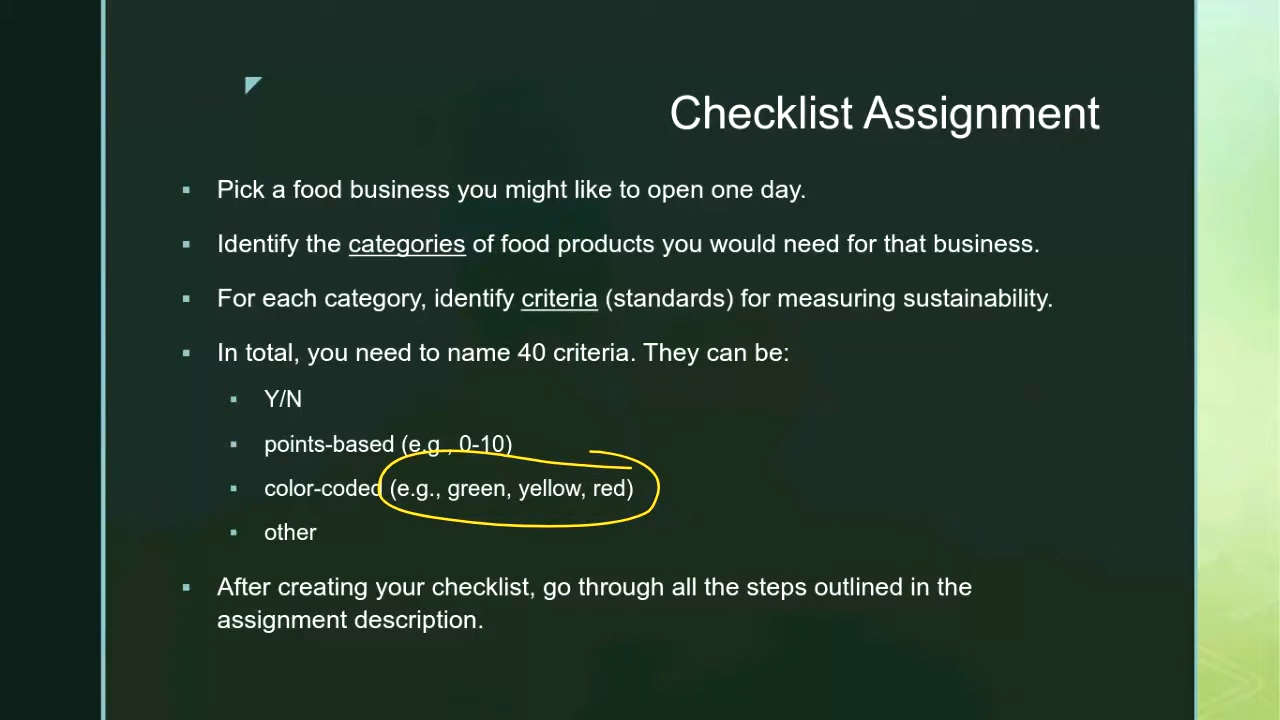 Checklist Assignment
▪ Pick a food business you might like to open one day.
▪ Identify the categories of food products you would need for that business.
▪ For each category, identify criteria (standards) for measuring sustainability.
▪ In total, you need to name 40 criteria. They can be:
▪ Y/N
▪ points-based (e.g., 0-10)
▪ color-coded (e.g., green, yellow, red)
▪ other
▪ After creating your checklist, go through all the steps outlined in the
assignment description.